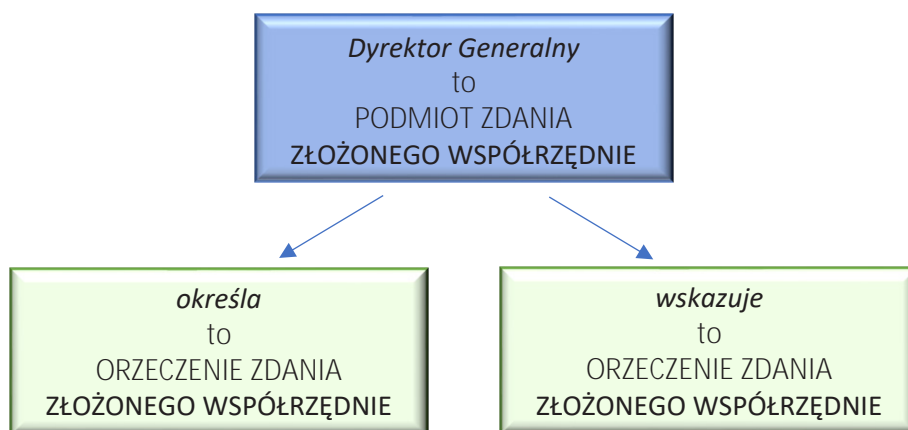 Dyrektor Generalny
to
PODMIOT ZDANIA
ZŁOŻONEGO WSPÓŁRZĘDNIE
określa
to
ORZECZENIE ZDANIA
ZŁOŻONEGO WSPÓŁRZĘDNIE
wskazuje
to
ORZECZENIE ZDANIA
ZŁOŻONEGO WSPÓŁRZĘDNIE